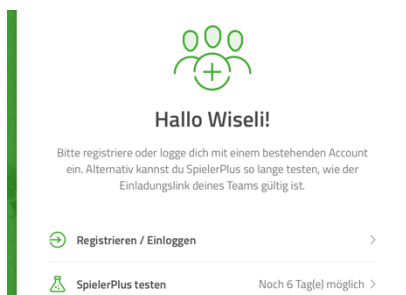 Hallo Wiseli!
Bitte registriere oder logge dich mit einem bestehenden Account
ein. Alternativ kannst du SpielerPlus so lange testen, wie der
Einladungslink deines Teams gültig ist.
Registrieren / Einloggen
SpielerPlus testen Noch 6 Tag(e) möglich